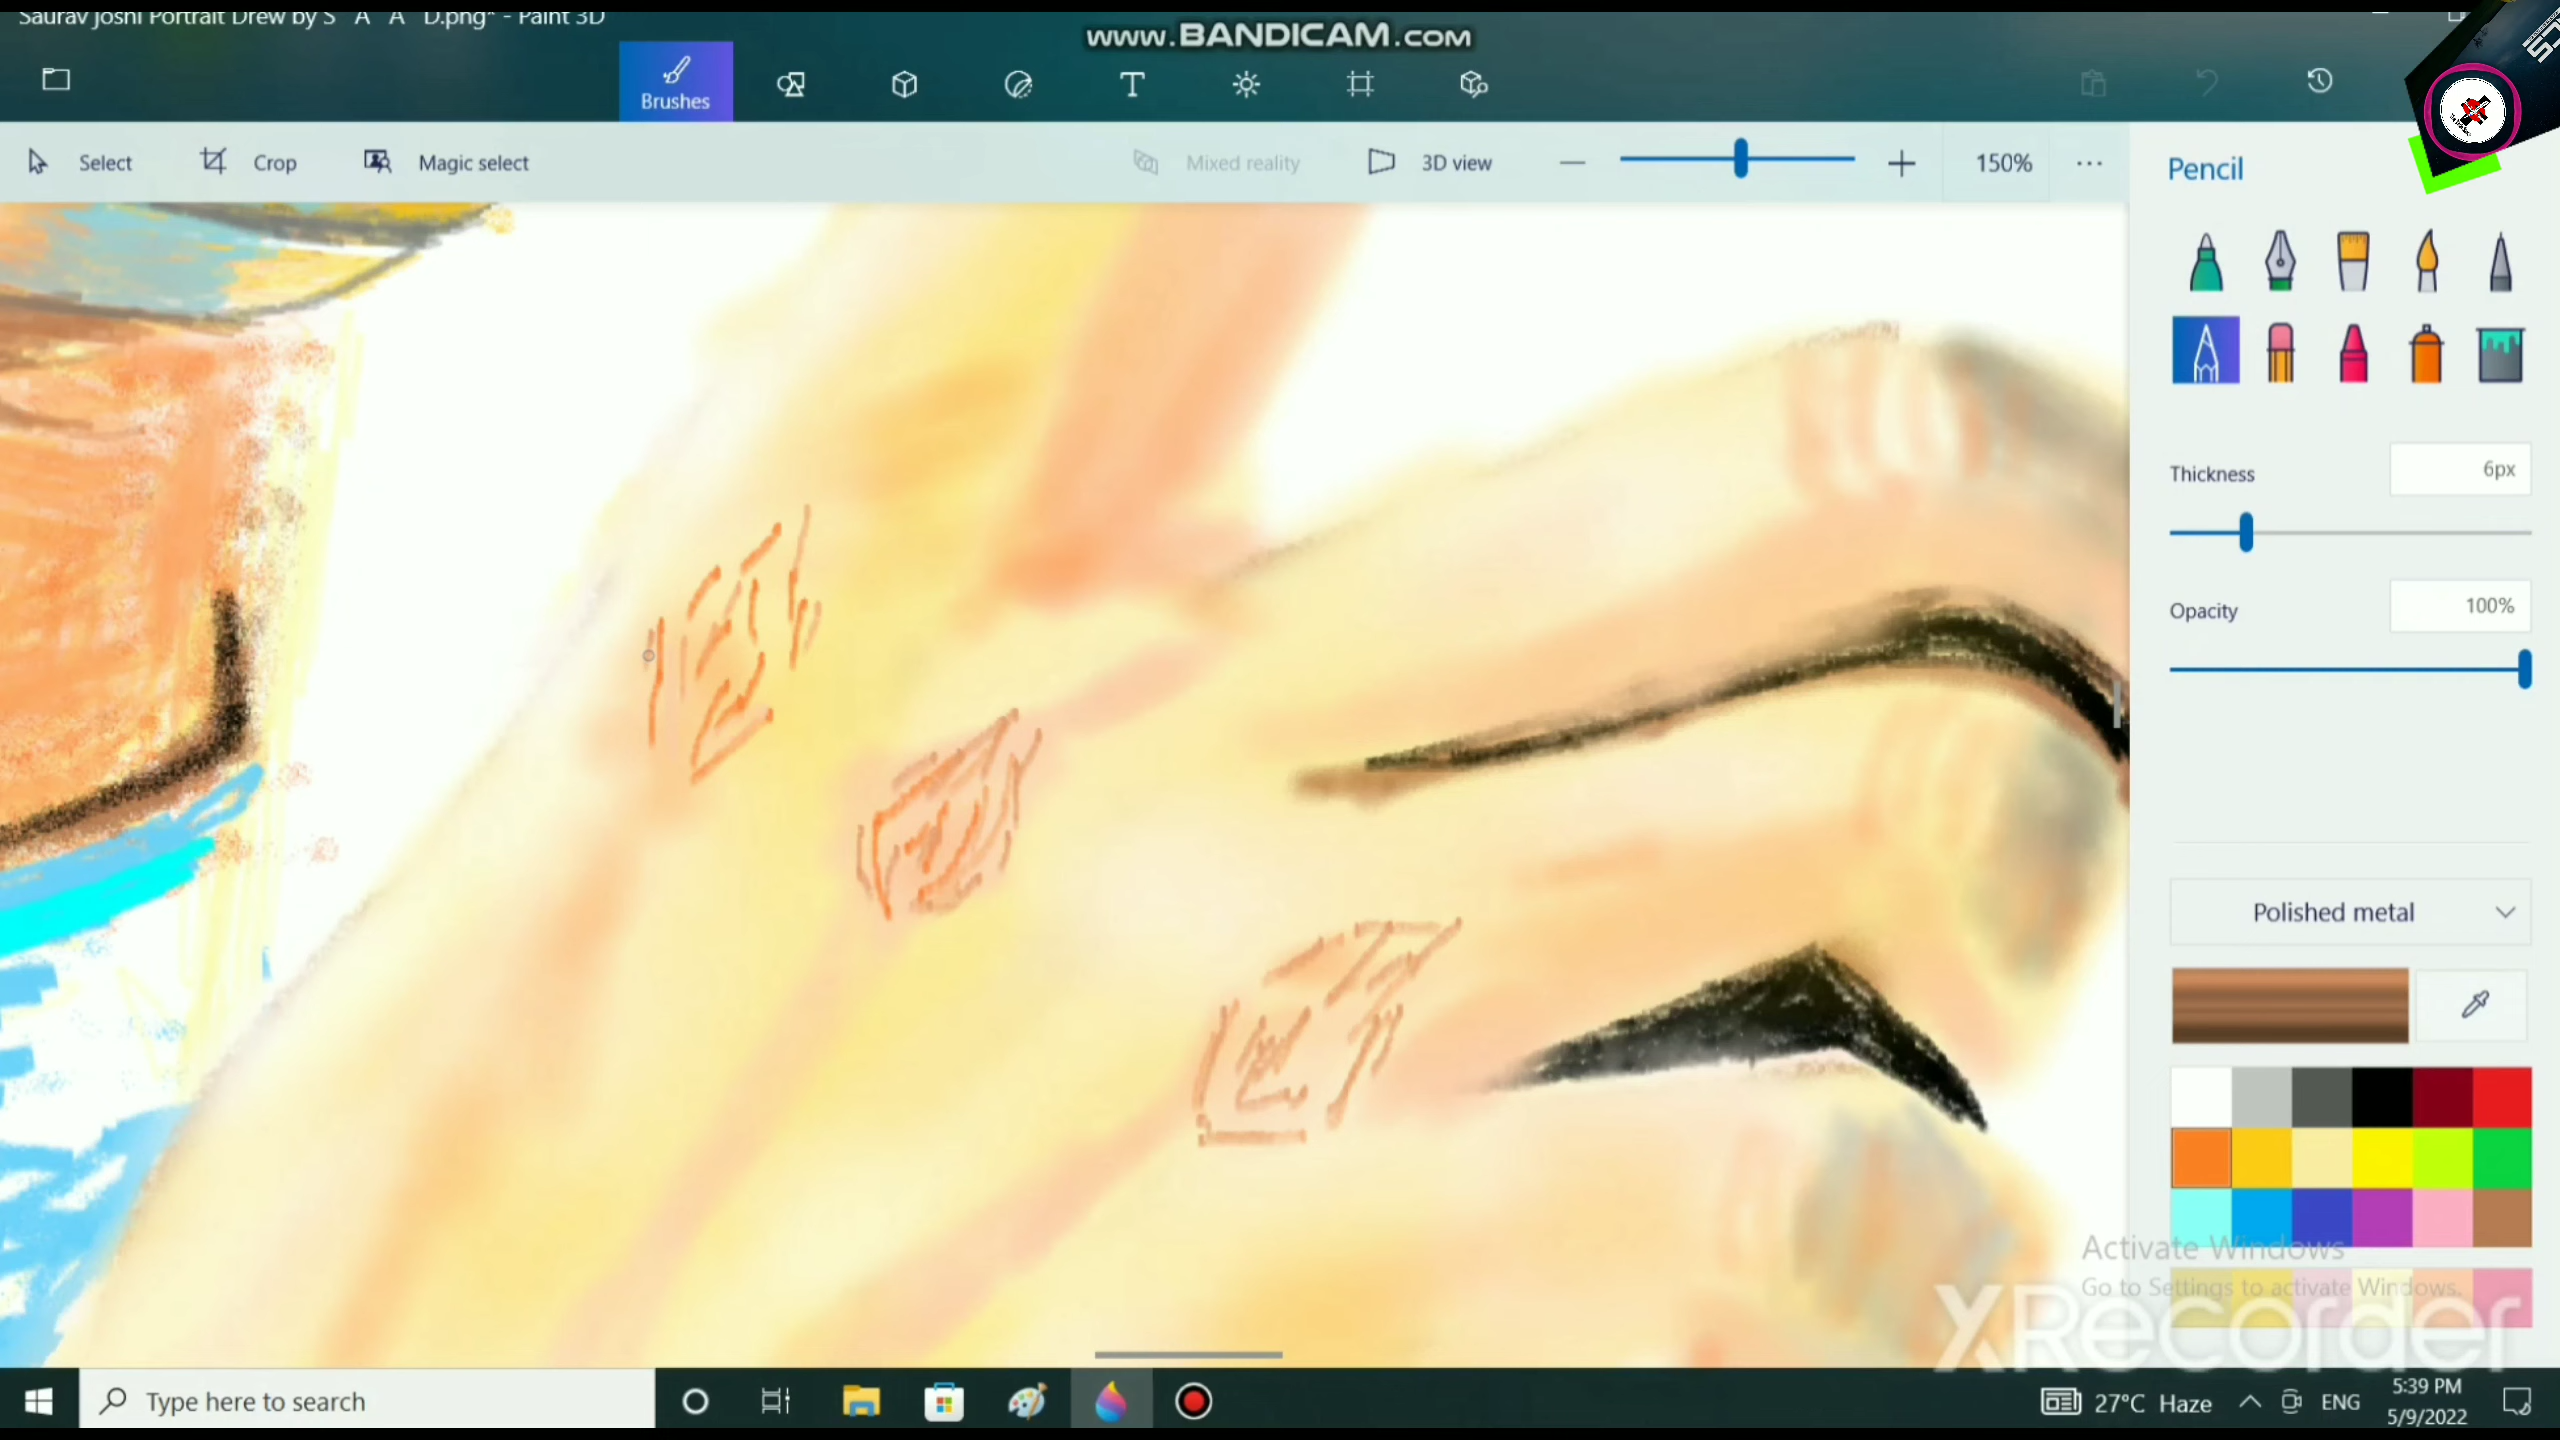 Saurav Joshi Portrait Drew by S A A D.png* - Paint 3D
www.BANDICAM.com
Brushes
Select
Crop
Magic select
Mixed reality
3D view
150%
Pencil
Thickness
6px
Opacity
100%
Polished metal
Activate Windows
Go to Settings to activate Windows.
XRecorder
Type here to search
27°C Haze
ENG
5:39 PM
5/9/2022